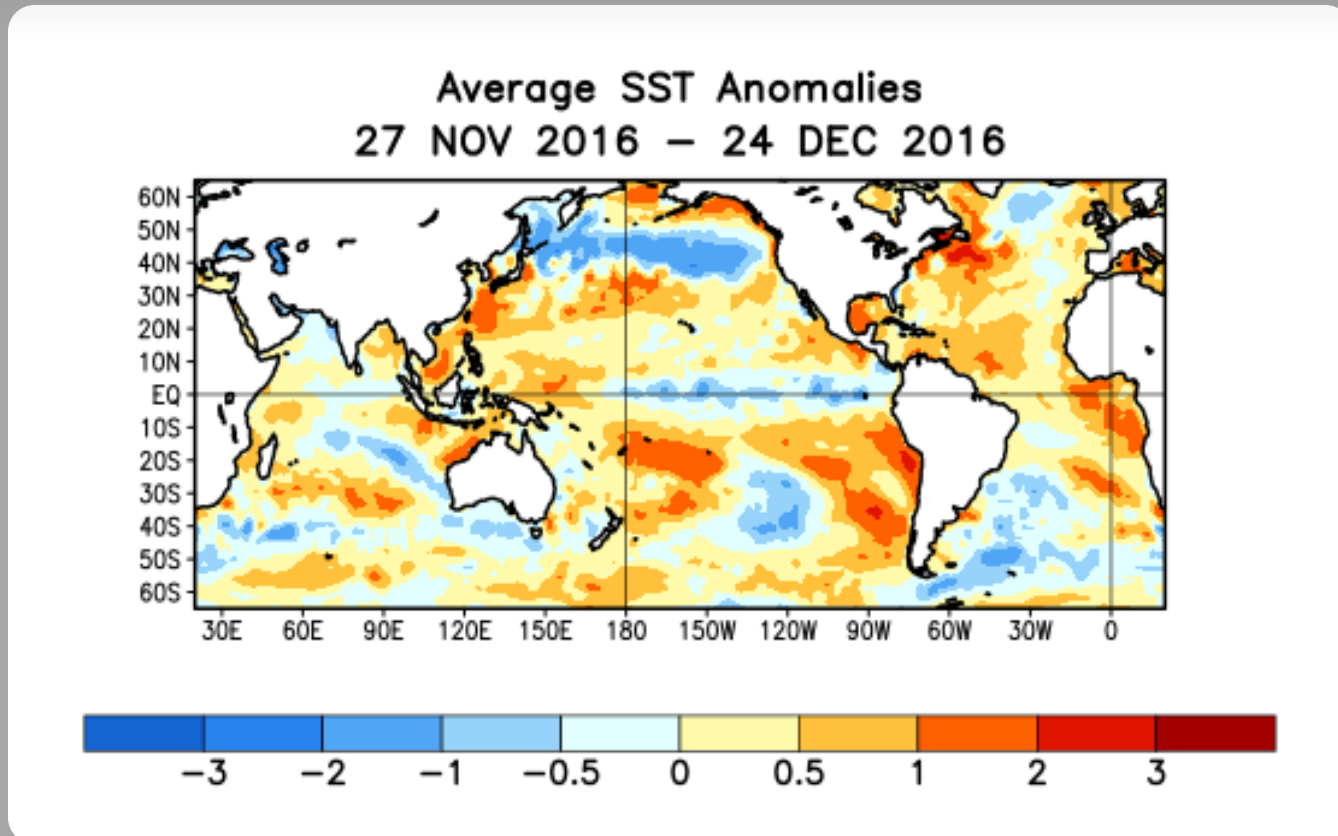 Average SST Anomalies
27 NOV 2016 – 24 DEC 2016
60N
50N
40N
30N
20N
10N
EQ
10S
20S
30S
40S
50S
60S
30E 60E 90E 120E 150E 180 150W 120W 90W 60W 30W 0
−3 −2 −1 −0.5 0 0.5 1 2 3